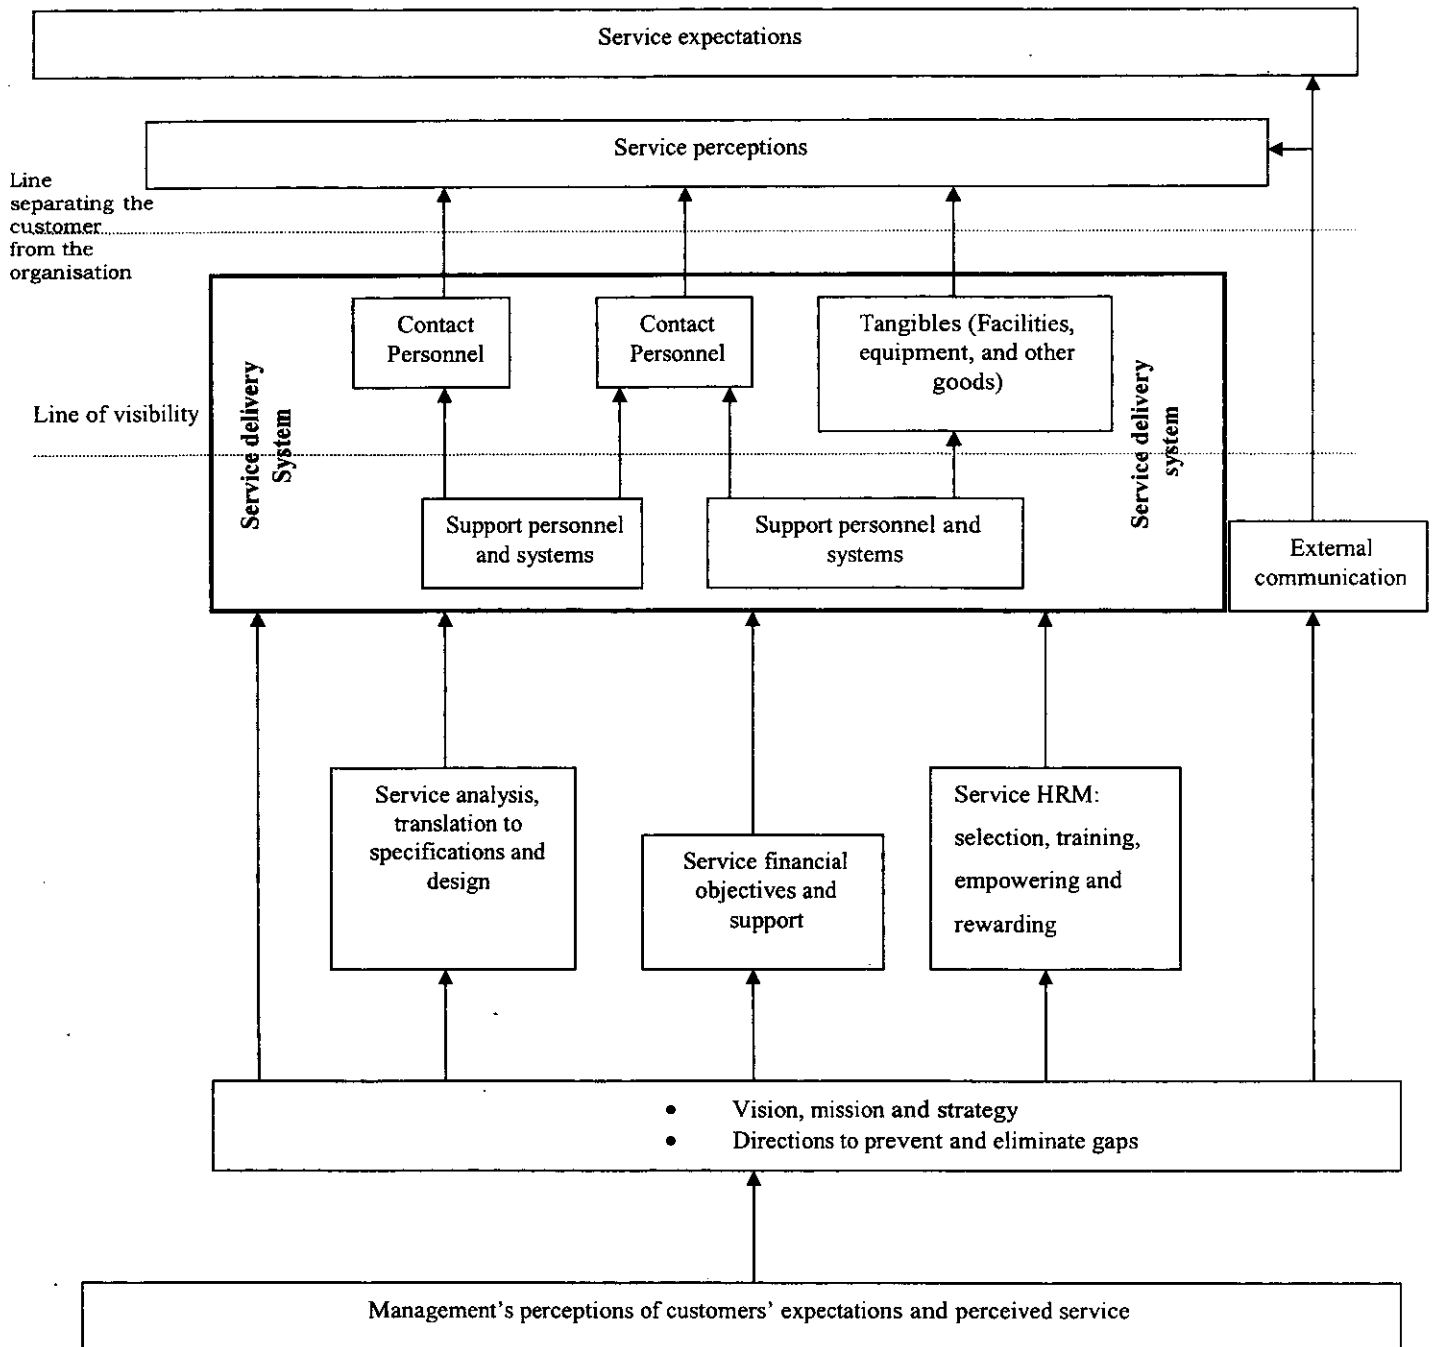 Service expectations
Service perceptions
Line
separating the
customer
from the
organisation
Contact
Personnel
Contact
Personnel
Tangibles (Facilities,
equipment, and other
goods)
Line of visibility
Service delivery
System
Service delivery
system
Support personnel
and systems
Support personnel and
systems
External
communication
Service analysis,
translation to
specifications and
design
Service financial
objectives and
support
Service HRM:
selection, training,
empowering and
rewarding
• Vision, mission and strategy
• Directions to prevent and eliminate gaps
Management's perceptions of customers' expectations and perceived service